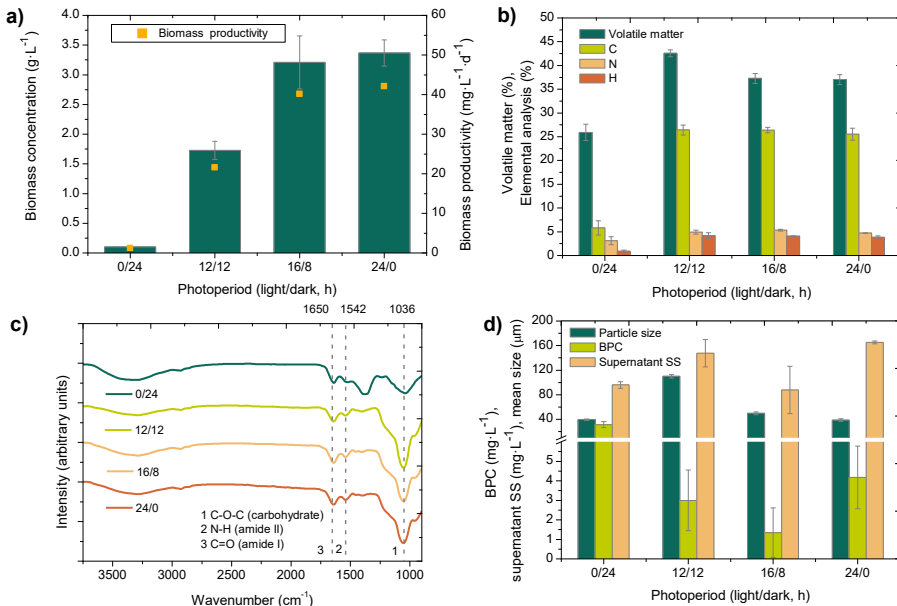 a)
Biomass productivity
Biomass concentration (g·L⁻¹)
4.0
3.5
3.0
2.5
2.0
1.5
1.0
0.5
0.0
60
50
40
30
20
10
0
Biomass productivity (mg·L⁻¹·d⁻¹)
0/24 12/12 16/8 24/0
Photoperiod (light/dark, h)
b)
Volatile matter
C
N
H
Volatile matter (%),
Elemental analysis (%)
50
45
40
35
30
25
20
15
10
5
0
0/24 12/12 16/8 24/0
Photoperiod (light/dark, h)
c)
1650 1542 1036
Intensity (arbitrary units)
0/24
12/12
16/8
24/0
1 C-O-C (carbohydrate)
2 N-H (amide II)
3 C=O (amide I)
3 2 1
3500 3000 2500 2000 1500 1000
Wavenumber (cm⁻¹)
d)
Particle size
BPC
Supernatant SS
BPC (mg·L⁻¹),
supernatant SS (mg·L⁻¹), mean size (μm)
200
160
120
80
40
5
4
3
2
1
0
0/24 12/12 16/8 24/0
Photoperiod (light/dark, h)